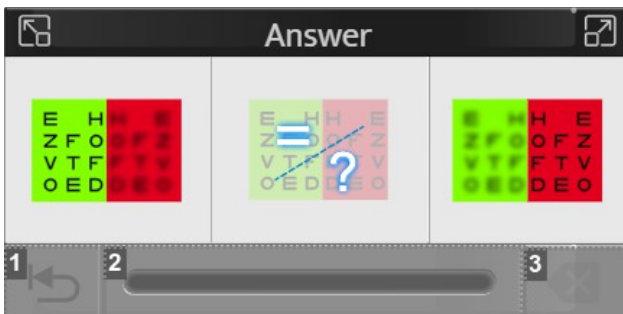 Answer
E H H E
Z F O O F Z
V T F F T V
O E D D E O
=
?
E H H E
Z F O O F Z
V T F F T V
O E D D E O
1
2
3